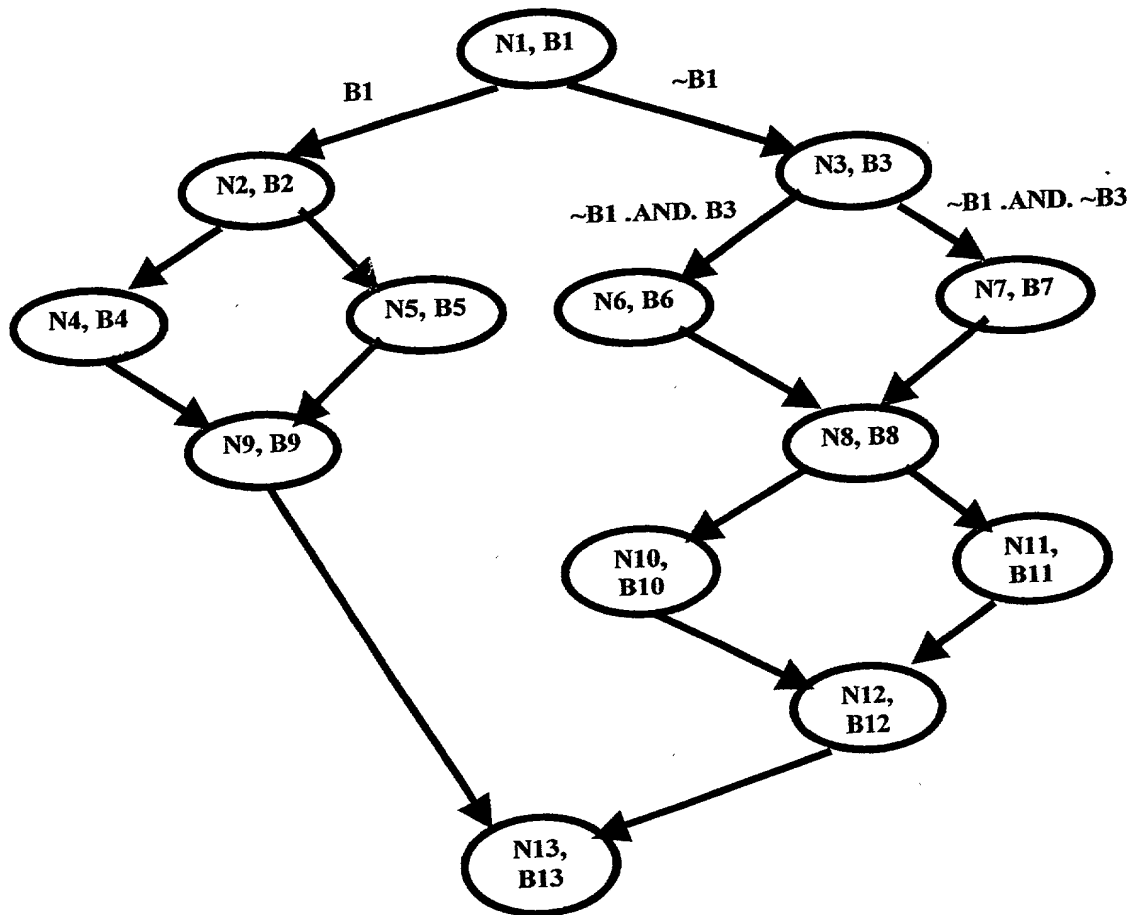 N1, B1
B1
~B1
N2, B2
N3, B3
~B1 .AND. B3
~B1 .AND. ~B3
N4, B4
N5, B5
N6, B6
N7, B7
N9, B9
N8, B8
N10,
B10
N11,
B11
N12,
B12
N13,
B13